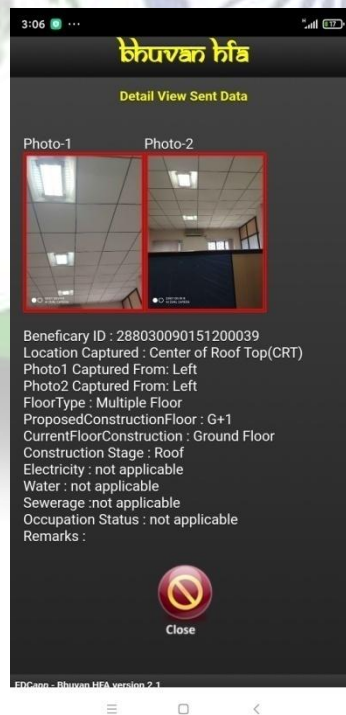 3:06
bhuvan hfa
Detail View Sent Data
Photo-1 Photo-2
Beneficary ID : 288030090151200039
Location Captured : Center of Roof Top(CRT)
Photo1 Captured From: Left
Photo2 Captured From: Left
FloorType : Multiple Floor
ProposedConstructionFloor : G+1
CurrentFloorConstruction : Ground Floor
Construction Stage : Roof
Electricity : not applicable
Water : not applicable
Sewerage :not applicable
Occupation Status : not applicable
Remarks :
Close
FDCapp - Bhuvan HFA version 2.1